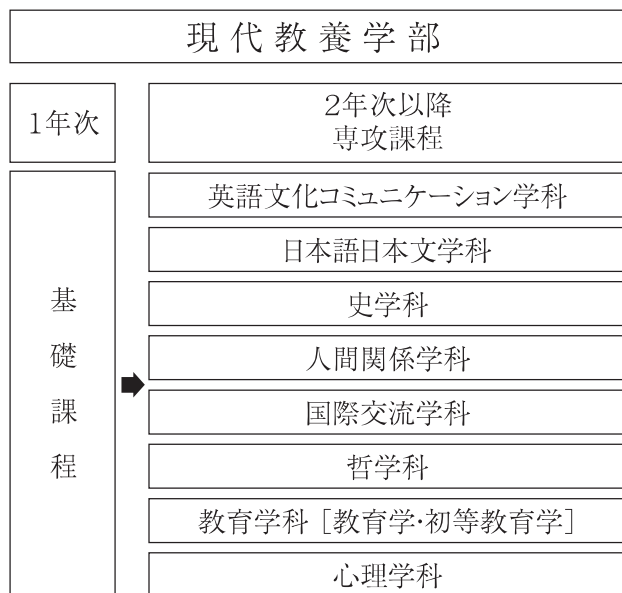 現代教養学部
1年次
2年次以降
専攻課程
基礎課程
英語文化コミュニケーション学科
日本語日本文学科
史学科
人間関係学科
国際交流学科
哲学科
教育学科［教育学・初等教育学］
心理学科